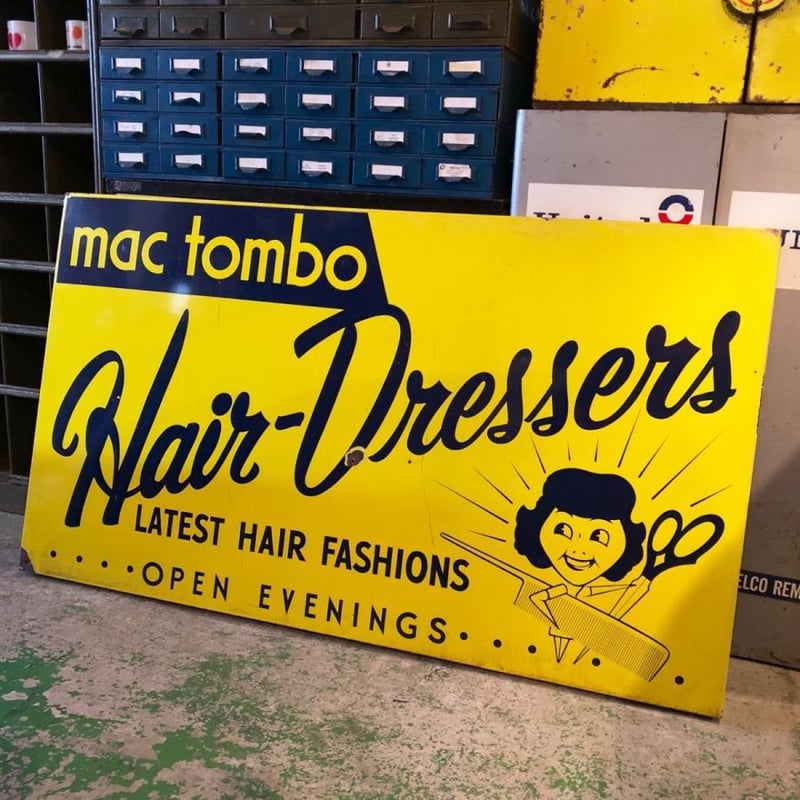 mac tombo
Hair-Dressers
LATEST HAIR FASHIONS
OPEN EVENINGS
ELCO REM